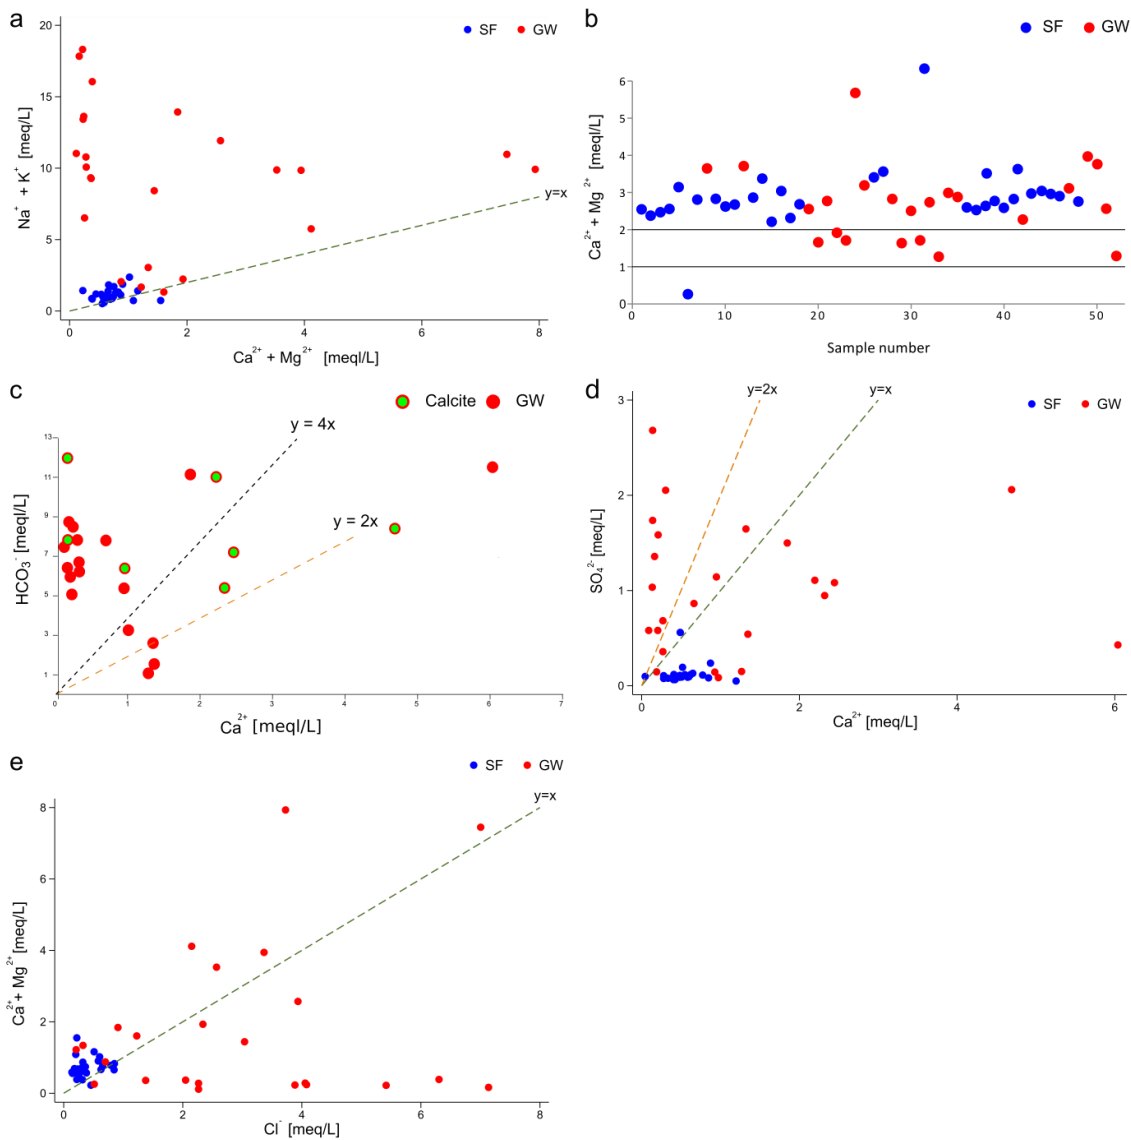 a
SF GW
20
15
10
5
0
Na⁺ + K⁺ [meq/L]
y=x
0 2 4 6 8
Ca²⁺ + Mg²⁺ [meql/L]
b
SF GW
6
5
4
3
2
1
0
Ca²⁺ + Mg²⁺ [meql/L]
0 10 20 30 40 50
Sample number
c
Calcite GW
y = 4x
y = 2x
13
11
9
7
5
3
1
HCO₃⁻ [meql/L]
0 1 2 3 4 5 6 7
Ca²⁺ [meql/L]
d
y=2x y=x
SF GW
3
2
1
0
SO₄²⁻ [meq/L]
0 2 4 6
Ca²⁺ [meq/L]
e
SF GW
y=x
8
6
4
2
0
Ca²⁺ + Mg²⁺ [meq/L]
0 2 4 6 8
Cl⁻ [meq/L]